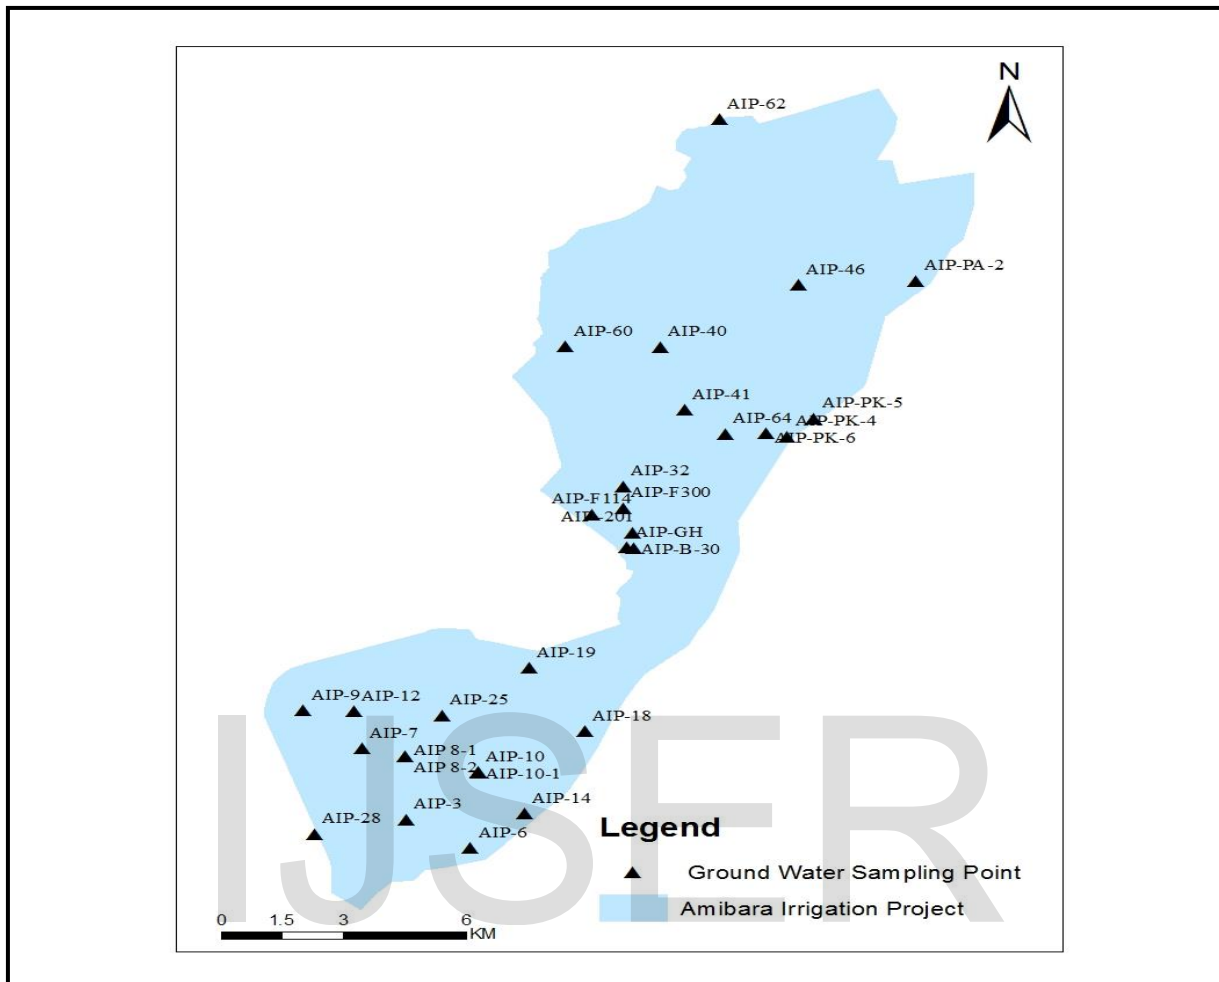 N
AIP-62
AIP-PA-2
AIP-46
AIP-60
AIP-40
AIP-41
AIP-PK-5
AIP-64
AIP-PK-4
AIP-PK-6
AIP-32
AIP-F300
AIP-F114
AIP-201
AIP-GH
AIP-B-30
AIP-19
AIP-9
AIP-12
AIP-25
AIP-18
AIP-7
AIP 8-1
AIP-10
AIP 8-2
AIP-10-1
AIP-3
AIP-14
AIP-28
AIP-6
Legend
Ground Water Sampling Point
Amibara Irrigation Project
0 1.5 3 6
KM
IJSER